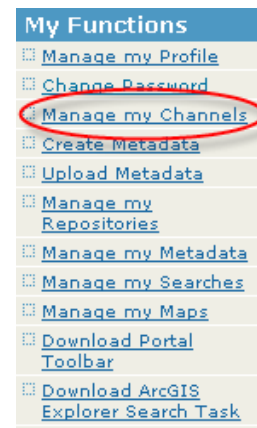 My Functions
Manage my Profile
Change Password
Manage my Channels
Create Metadata
Upload Metadata
Manage my
Repositories
Manage my Metadata
Manage my Searches
Manage my Maps
Download Portal
Toolbar
Download ArcGIS
Explorer Search Task